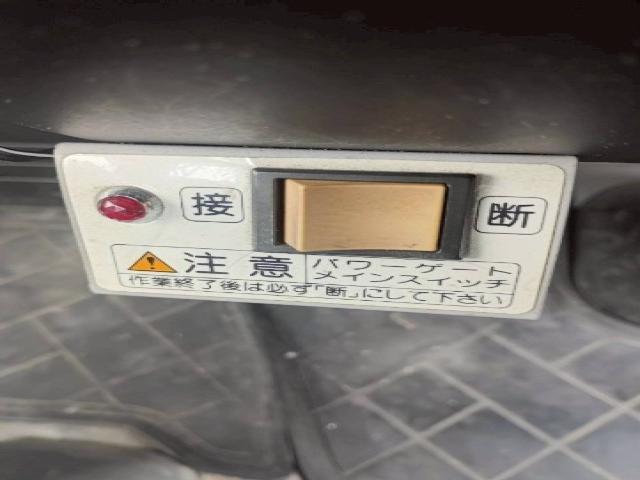 接
断
注意
パワーゲート
メインスイッチ
作業終了後は必ず「断」にして下さい